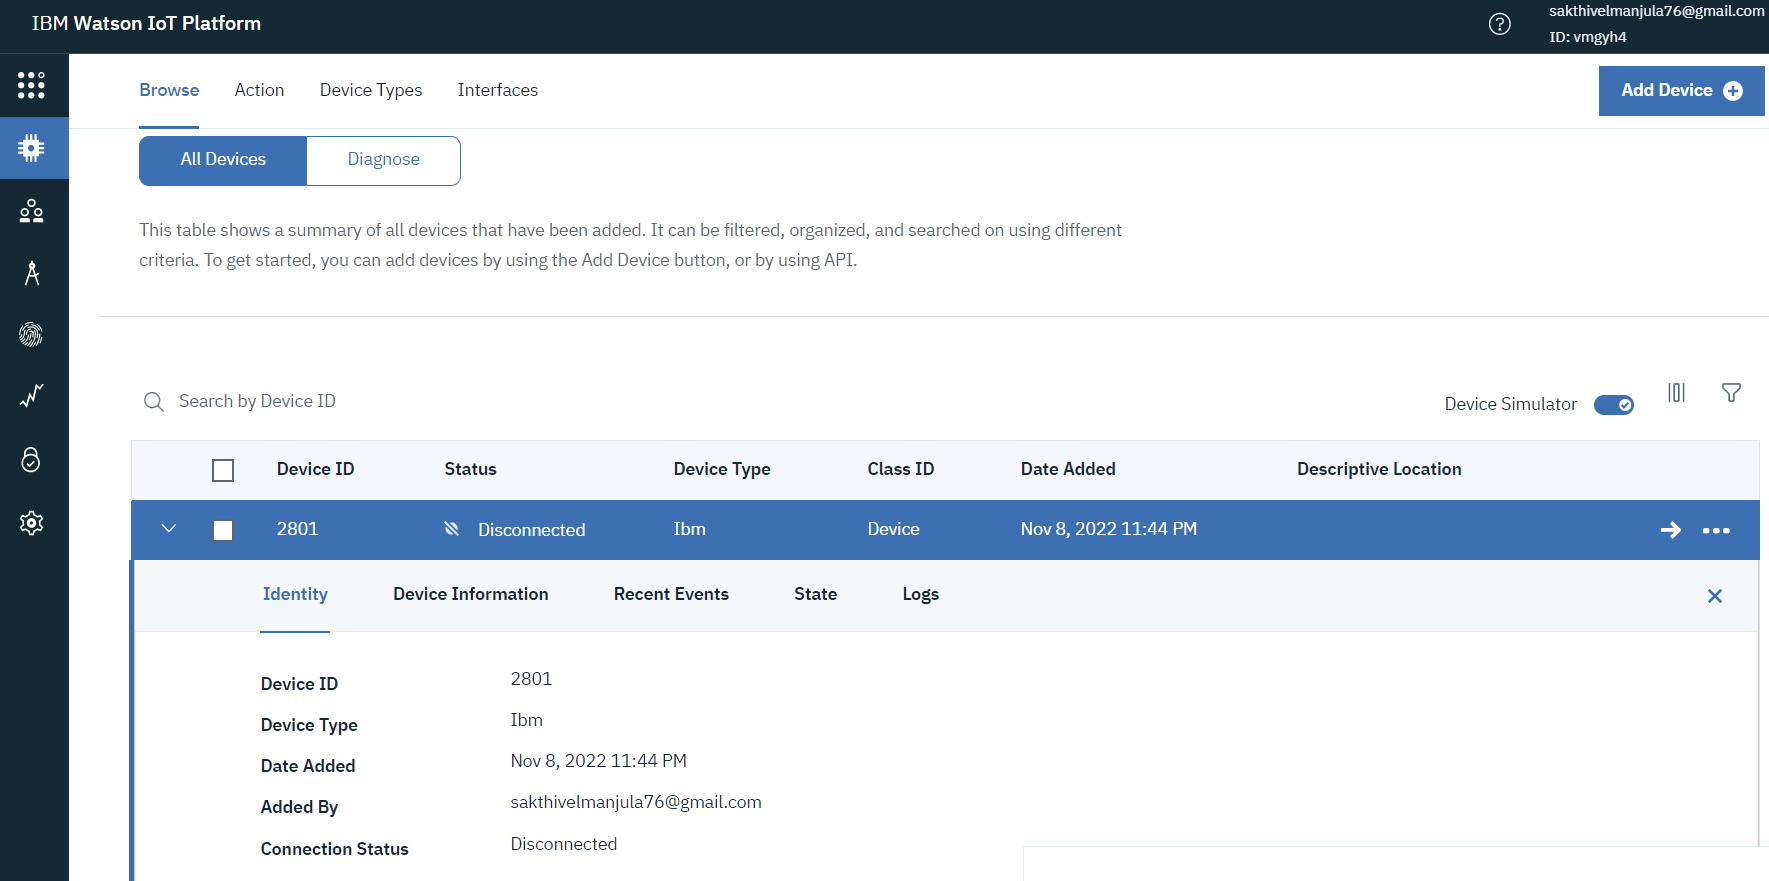 IBM Watson IoT Platform
sakthivelmanjula76@gmail.com
ID: vmgyh4
Browse Action Device Types Interfaces
Add Device
All Devices Diagnose
This table shows a summary of all devices that have been added. It can be filtered, organized, and searched on using different
criteria. To get started, you can add devices by using the Add Device button, or by using API.
Search by Device ID
Device Simulator
Device ID Status Device Type Class ID Date Added Descriptive Location
2801 Disconnected Ibm Device Nov 8, 2022 11:44 PM
Identity Device Information Recent Events State Logs
Device ID 2801
Device Type Ibm
Date Added Nov 8, 2022 11:44 PM
Added By sakthivelmanjula76@gmail.com
Connection Status Disconnected